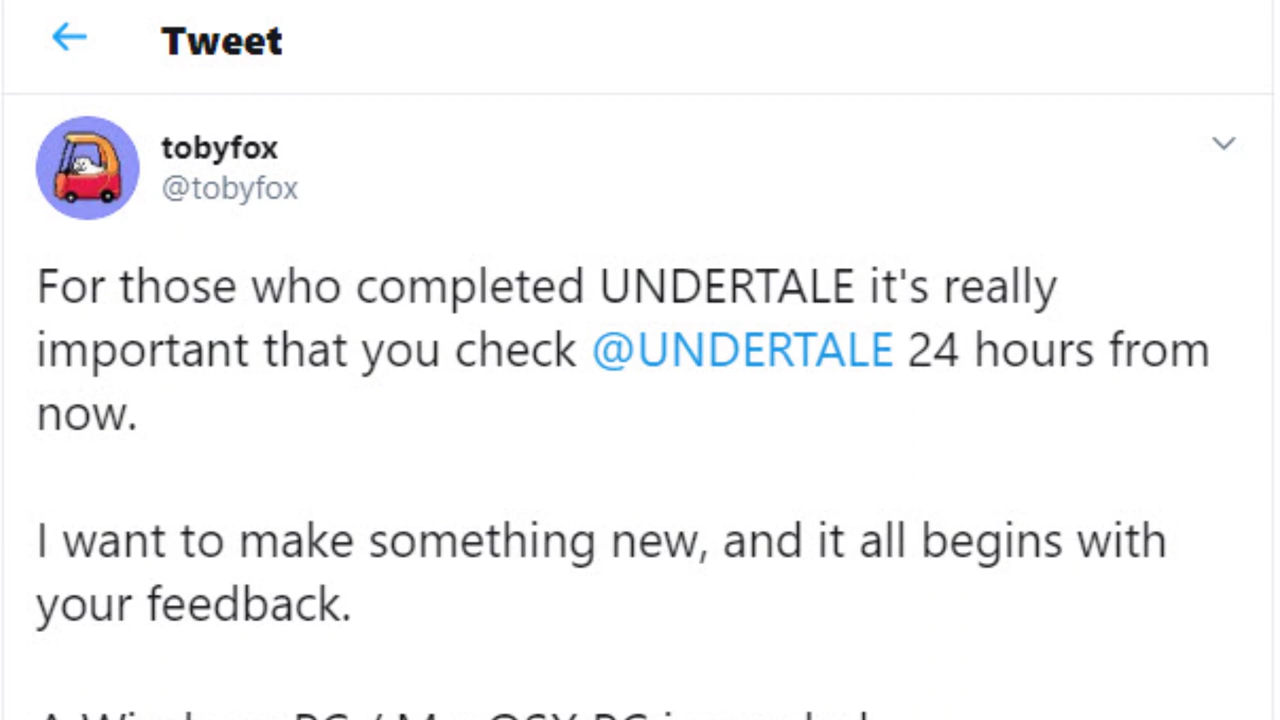 Tweet
tobyfox
@tobyfox
For those who completed UNDERTALE it's really
important that you check @UNDERTALE 24 hours from
now.
I want to make something new, and it all begins with
your feedback.